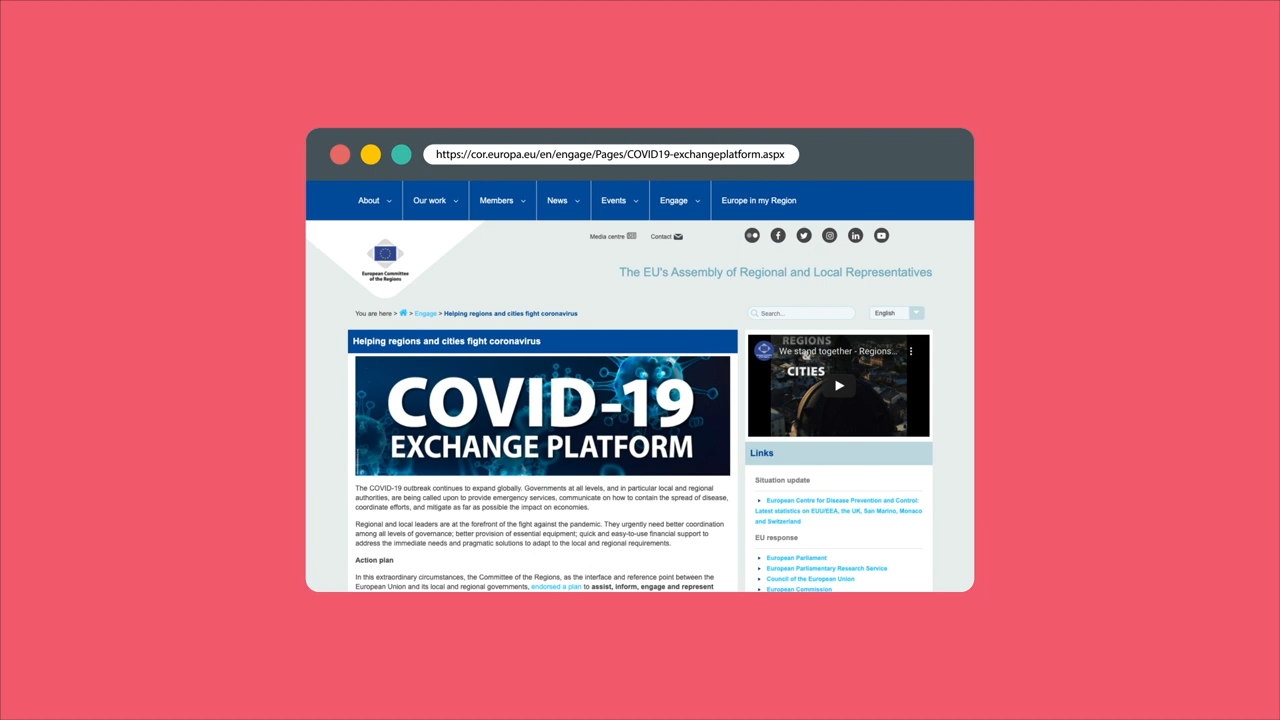 https://cor.europa.eu/en/engage/Pages/COVID19-exchangeplatform.aspx
About Our work Members News Events Engage Europe in my Region
Media centre Contact
European Committee
of the Regions
The EU's Assembly of Regional and Local Representatives
You are here > > Engage > Helping regions and cities fight coronavirus
Search...
English
Helping regions and cities fight coronavirus
COVID-19
EXCHANGE PLATFORM
The COVID-19 outbreak continues to expand globally. Governments at all levels, and in particular local and regional
authorities, are being called upon to provide emergency services, communicate on how to contain the spread of disease,
coordinate efforts, and mitigate as far as possible the impact on economies.
Regional and local leaders are at the forefront of the fight against the pandemic. They urgently need better coordination
among all levels of governance; better provision of essential equipment; quick and easy-to-use financial support to
address the immediate needs and pragmatic solutions to adapt to the local and regional requirements.
Action plan
In this extraordinary circumstances, the Committee of the Regions, as the interface and reference point between the
European Union and its local and regional governments, endorsed a plan to assist, inform, engage and represent
REGIONS
We stand together - Regions...
&
CITIES
Links
Situation update
European Centre for Disease Prevention and Control:
Latest statistics on EUU/EEA, the UK, San Marino, Monaco
and Switzerland
EU response
European Parliament
European Parliamentary Research Service
Council of the European Union
European Commission